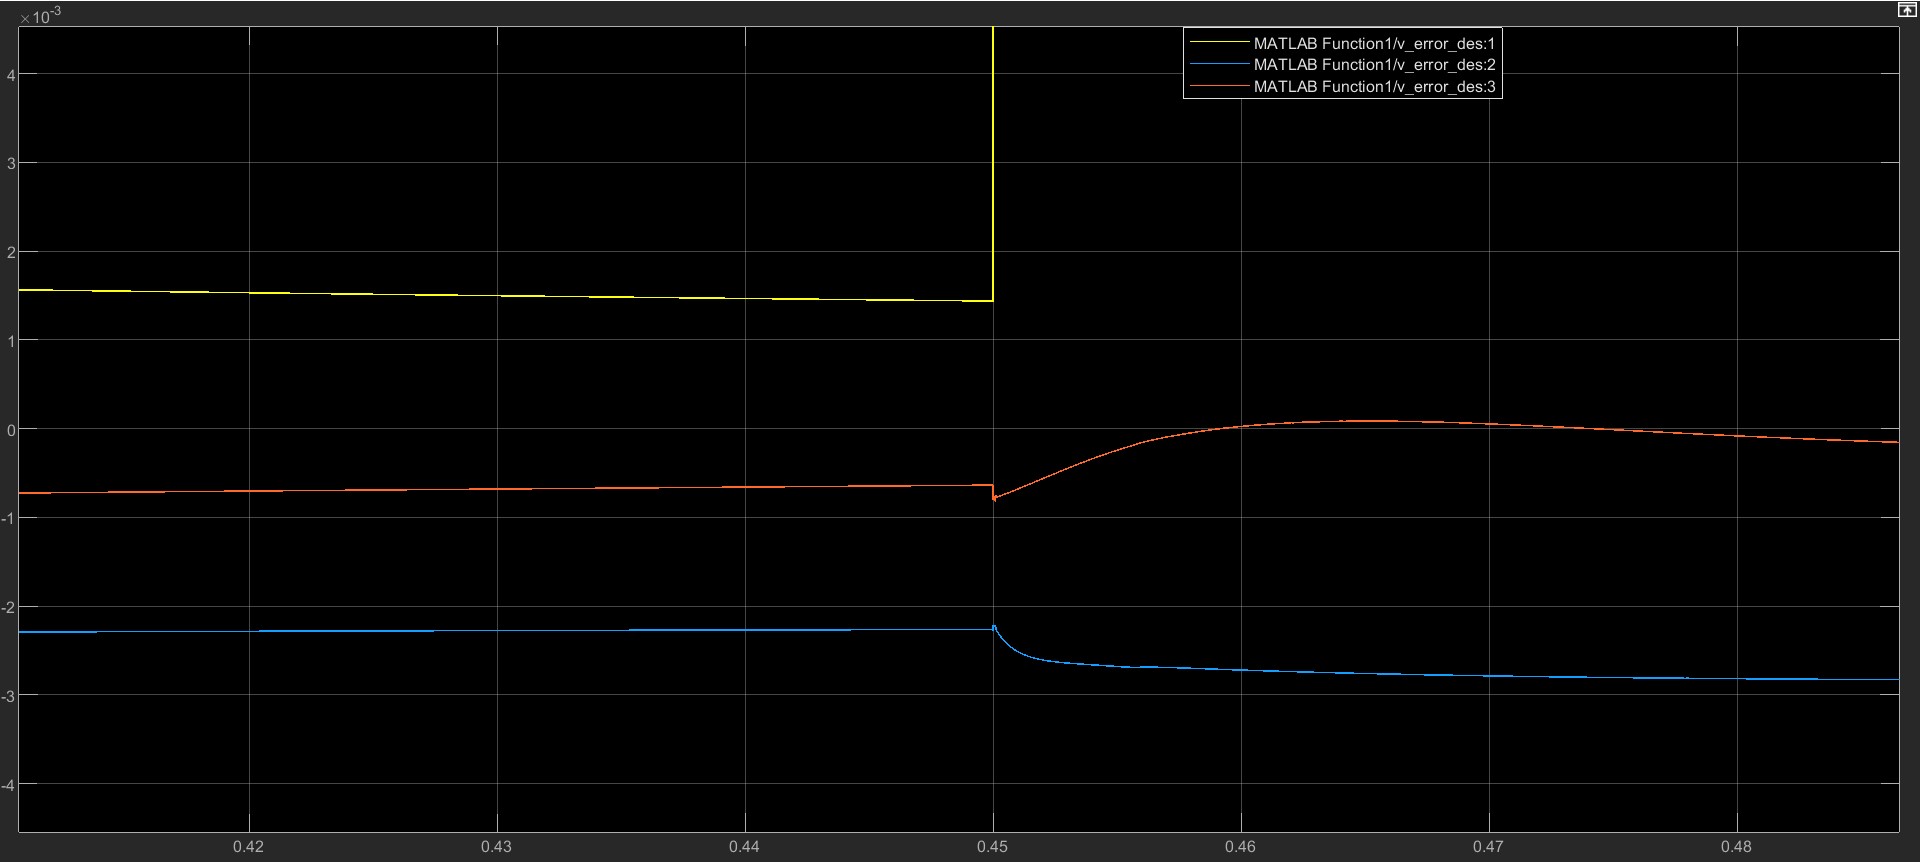 ×10⁻³
MATLAB Function1/v_error_des:1
MATLAB Function1/v_error_des:2
MATLAB Function1/v_error_des:3
4
3
2
1
0
-1
-2
-3
-4
0.42 0.43 0.44 0.45 0.46 0.47 0.48